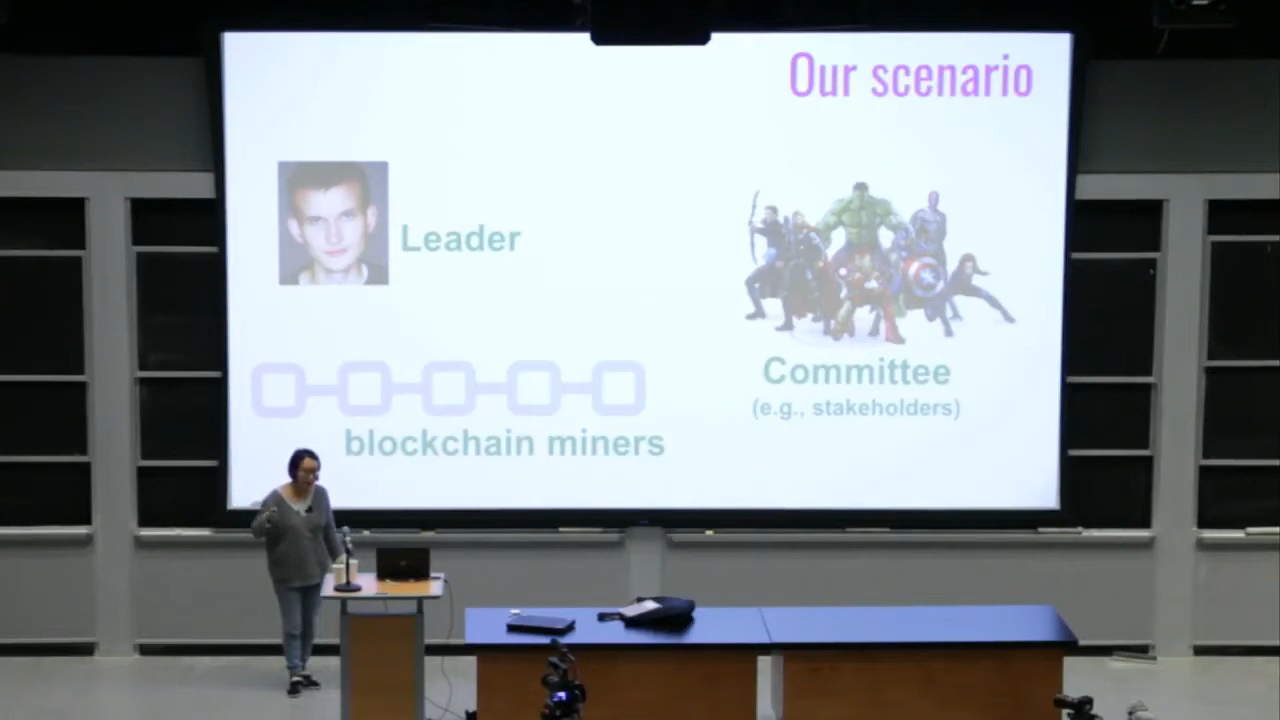 Our scenario
Leader
Committee
(e.g., stakeholders)
blockchain miners